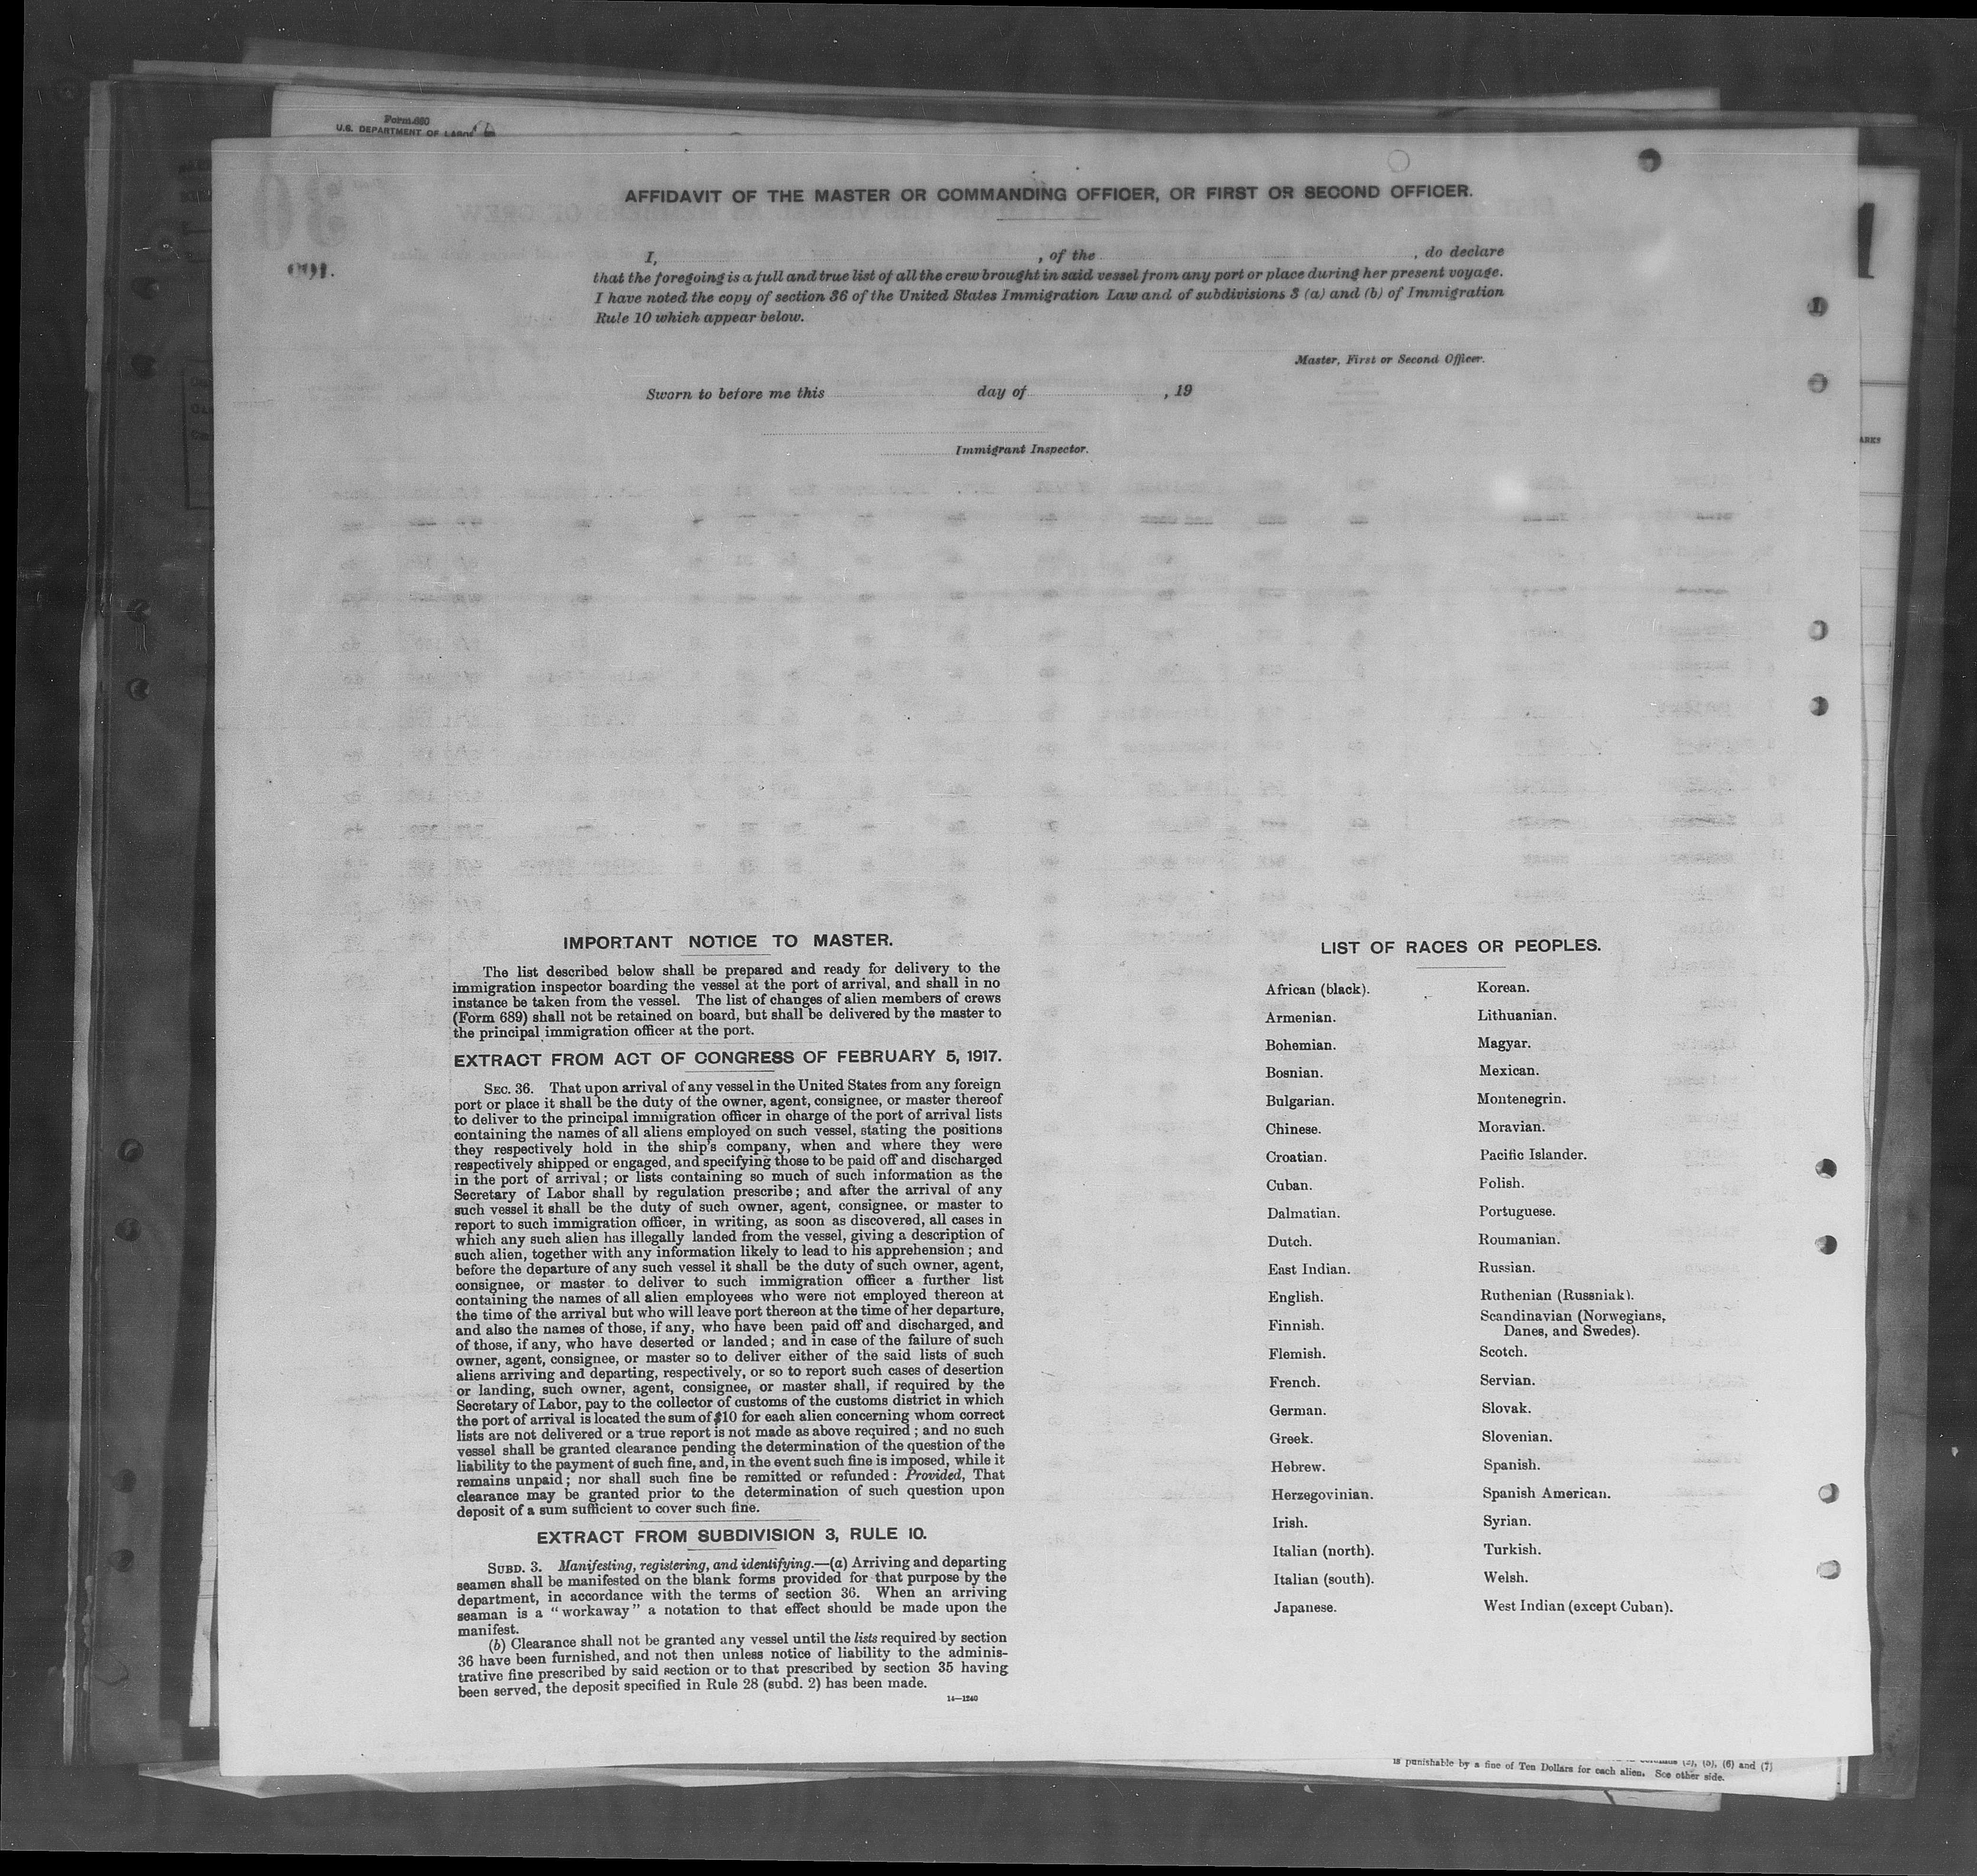 Form 680
U.S. DEPARTMENT OF LABOR
AFFIDAVIT OF THE MASTER OR COMMANDING OFFICER, OR FIRST OR SECOND OFFICER.
I, , of the , do declare
that the foregoing is a full and true list of all the crew brought in said vessel from any port or place during her present voyage.
I have noted the copy of section 36 of the United States Immigration Law and of subdivisions 3 (a) and (b) of Immigration
Rule 10 which appear below.
Master, First or Second Officer.
Sworn to before me this day of , 19
Immigrant Inspector.
IMPORTANT NOTICE TO MASTER.
The list described below shall be prepared and ready for delivery to the
immigration inspector boarding the vessel at the port of arrival, and shall in no
instance be taken from the vessel. The list of changes of alien members of crews
(Form 689) shall not be retained on board, but shall be delivered by the master to
the principal immigration officer at the port.
EXTRACT FROM ACT OF CONGRESS OF FEBRUARY 5, 1917.
SEC. 36. That upon arrival of any vessel in the United States from any foreign
port or place it shall be the duty of the owner, agent, consignee, or master thereof
to deliver to the principal immigration officer in charge of the port of arrival lists
containing the names of all aliens employed on such vessel, stating the positions
they respectively hold in the ship's company, when and where they were
respectively shipped or engaged, and specifying those to be paid off and discharged
in the port of arrival; or lists containing so much of such information as the
Secretary of Labor shall by regulation prescribe; and after the arrival of any
such vessel it shall be the duty of such owner, agent, consignee, or master to
report to such immigration officer, in writing, as soon as discovered, all cases in
which any such alien has illegally landed from the vessel, giving a description of
such alien, together with any information likely to lead to his apprehension; and
before the departure of any such vessel it shall be the duty of such owner, agent,
consignee, or master to deliver to such immigration officer a further list
containing the names of all alien employees who were not employed thereon at
the time of the arrival but who will leave port thereon at the time of her departure,
and also the names of those, if any, who have been paid off and discharged, and
of those, if any, who have deserted or landed; and in case of the failure of such
owner, agent, consignee, or master so to deliver either of the said lists of such
aliens arriving and departing, respectively, or so to report such cases of desertion
or landing, such owner, agent, consignee, or master shall, if required by the
Secretary of Labor, pay to the collector of customs of the customs district in which
the port of arrival is located the sum of $10 for each alien concerning whom correct
lists are not delivered or a true report is not made as above required; and no such
vessel shall be granted clearance pending the determination of the question of the
liability to the payment of such fine, and, in the event such fine is imposed, while it
remains unpaid; nor shall such fine be remitted or refunded: Provided, That
clearance may be granted prior to the determination of such question upon
deposit of a sum sufficient to cover such fine.
EXTRACT FROM SUBDIVISION 3, RULE 10.
SUBD. 3. Manifesting, registering, and identifying.—(a) Arriving and departing
seamen shall be manifested on the blank forms provided for that purpose by the
department, in accordance with the terms of section 36. When an arriving
seaman is a "workaway" a notation to that effect should be made upon the
manifest.
(b) Clearance shall not be granted any vessel until the lists required by section
36 have been furnished, and not then unless notice of liability to the adminis-
trative fine prescribed by said section or to that prescribed by section 35 having
been served, the deposit specified in Rule 28 (subd. 2) has been made.
14—1240
LIST OF RACES OR PEOPLES.
African (black).
Armenian.
Bohemian.
Bosnian.
Bulgarian.
Chinese.
Croatian.
Cuban.
Dalmatian.
Dutch.
East Indian.
English.
Finnish.
Flemish.
French.
German.
Greek.
Hebrew.
Herzegovinian.
Irish.
Italian (north).
Italian (south).
Japanese.
Korean.
Lithuanian.
Magyar.
Mexican.
Montenegrin.
Moravian.
Pacific Islander.
Polish.
Portuguese.
Roumanian.
Russian.
Ruthenian (Russniak).
Scandinavian (Norwegians,
Danes, and Swedes).
Scotch.
Servian.
Slovak.
Slovenian.
Spanish.
Spanish American.
Syrian.
Turkish.
Welsh.
West Indian (except Cuban).
columns (3), (5), (6) and (7)
is punishable by a fine of Ten Dollars for each alien. See other side.